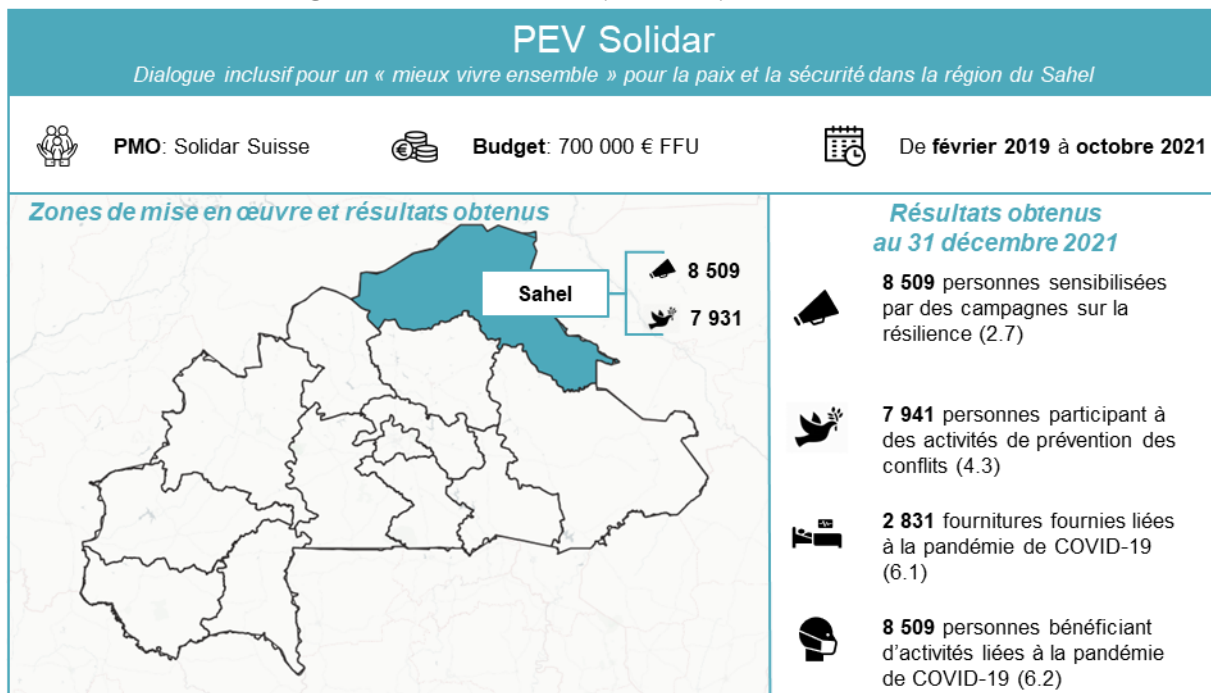 PEV Solidar
Dialogue inclusif pour un « mieux vivre ensemble » pour la paix et la sécurité dans la région du Sahel
PMO: Solidar Suisse
Budget: 700 000 € FFU
De février 2019 à octobre 2021
Zones de mise en œuvre et résultats obtenus
Sahel
8 509
7 931
Résultats obtenus
au 31 décembre 2021
8 509 personnes sensibilisées
par des campagnes sur la
résilience (2.7)
7 941 personnes participant à
des activités de prévention des
conflits (4.3)
2 831 fournitures fournies liées
à la pandémie de COVID-19
(6.1)
8 509 personnes bénéficiant
d'activités liées à la pandémie
de COVID-19 (6.2)